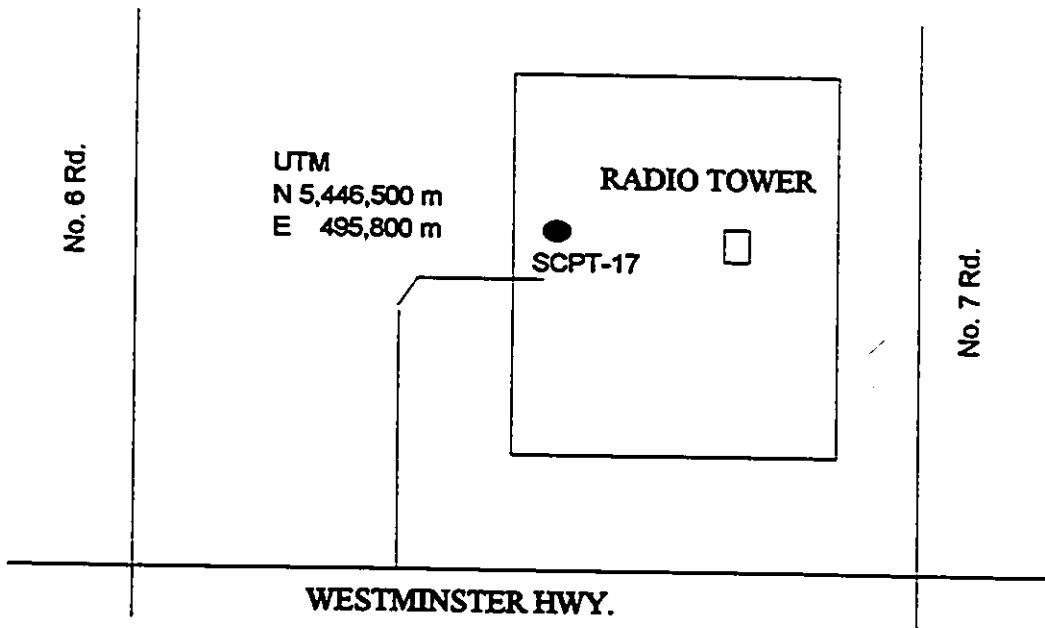 No. 6 Rd.
UTM
N 5,446,500 m
E 495,800 m
RADIO TOWER
SCPT-17
No. 7 Rd.
WESTMINSTER HWY.